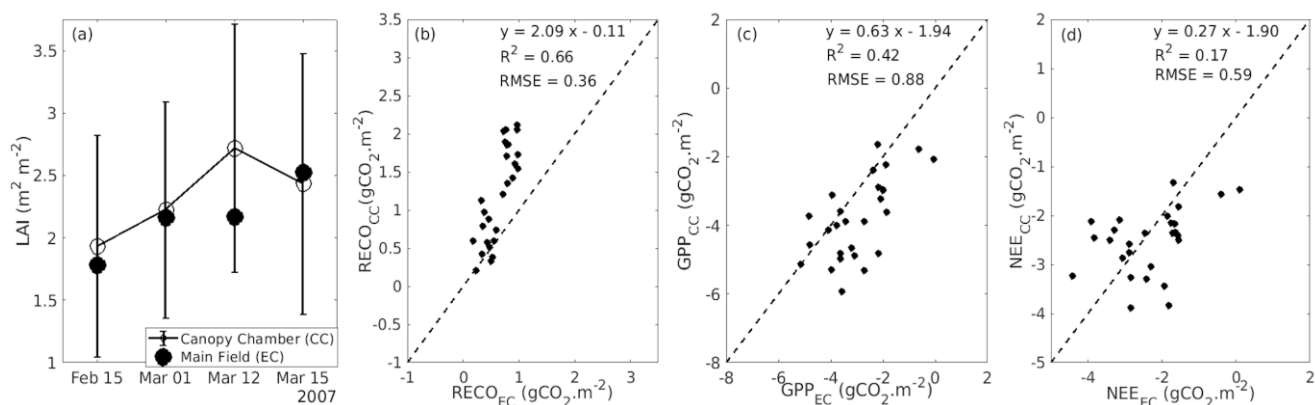 (a)
LAI (m² m⁻²)
3.5
3
2.5
2
1.5
1
Canopy Chamber (CC)
Main Field (EC)
Feb 15 Mar 01 Mar 12 Mar 15
2007
(b)
y = 2.09 x - 0.11
R² = 0.66
RMSE = 0.36
RECO_CC(gCO₂.m⁻²)
3.5
3
2.5
2
1.5
1
0.5
0
-0.5
-1
-1 0 1 2 3
RECO_EC (gCO₂.m⁻²)
(c)
y = 0.63 x - 1.94
R² = 0.42
RMSE = 0.88
GPP_CC (gCO₂.m⁻²)
2
0
-2
-4
-6
-8
-8 -6 -4 -2 0 2
GPP_EC (gCO₂.m⁻²)
(d)
y = 0.27 x - 1.90
R² = 0.17
RMSE = 0.59
NEE_CC (gCO₂.m⁻²)
2
1
0
-1
-2
-3
-4
-5
-4 -2 0 2
NEE_EC (gCO₂.m⁻²)